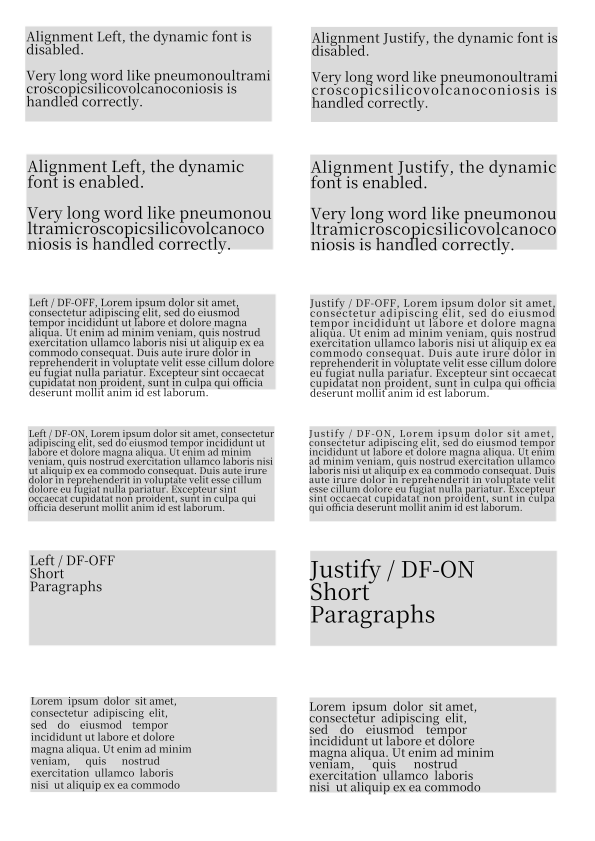 Alignment Left, the dynamic font is
disabled.
Very long word like pneumonoultrami
croscopicsilicovolcanoconiosis is
handled correctly.
Alignment Justify, the dynamic font is
disabled.
Very long word like pneumonoultrami
croscopicsilicovolcanoconiosis is
handled correctly.
Alignment Left, the dynamic
font is enabled.
Very long word like pneumonou
ltramicroscopicsilicovolcanoco
niosis is handled correctly.
Alignment Justify, the dynamic
font is enabled.
Very long word like pneumonou
ltramicroscopicsilicovolcanoco
niosis is handled correctly.
Left / DF-OFF, Lorem ipsum dolor sit amet,
consectetur adipiscing elit, sed do eiusmod
tempor incididunt ut labore et dolore magna
aliqua. Ut enim ad minim veniam, quis nostrud
exercitation ullamco laboris nisi ut aliquip ex ea
commodo consequat. Duis aute irure dolor in
reprehenderit in voluptate velit esse cillum dolore
eu fugiat nulla pariatur. Excepteur sint occaecat
cupidatat non proident, sunt in culpa qui officia
deserunt mollit anim id est laborum.
Justify / DF-OFF, Lorem ipsum dolor sit amet,
consectetur adipiscing elit, sed do eiusmod
tempor incididunt ut labore et dolore magna
aliqua. Ut enim ad minim veniam, quis nostrud
exercitation ullamco laboris nisi ut aliquip ex ea
commodo consequat. Duis aute irure dolor in
reprehenderit in voluptate velit esse cillum dolore
eu fugiat nulla pariatur. Excepteur sint occaecat
cupidatat non proident, sunt in culpa qui officia
deserunt mollit anim id est laborum.
Left / DF-ON, Lorem ipsum dolor sit amet, consectetur
adipiscing elit, sed do eiusmod tempor incididunt ut
labore et dolore magna aliqua. Ut enim ad minim
veniam, quis nostrud exercitation ullamco laboris nisi
ut aliquip ex ea commodo consequat. Duis aute irure
dolor in reprehenderit in voluptate velit esse cillum
dolore eu fugiat nulla pariatur. Excepteur sint
occaecat cupidatat non proident, sunt in culpa qui
officia deserunt mollit anim id est laborum.
Justify / DF-ON, Lorem ipsum dolor sit amet,
consectetur adipiscing elit, sed do eiusmod tempor
incididunt ut labore et dolore magna aliqua. Ut enim
ad minim veniam, quis nostrud exercitation ullamco
laboris nisi ut aliquip ex ea commodo consequat. Duis
aute irure dolor in reprehenderit in voluptate velit
esse cillum dolore eu fugiat nulla pariatur. Excepteur
sint occaecat cupidatat non proident, sunt in culpa
qui officia deserunt mollit anim id est laborum.
Left / DF-OFF
Short
Paragraphs
Justify / DF-ON
Short
Paragraphs
Lorem ipsum dolor sit amet,
consectetur adipiscing elit,
sed do eiusmod tempor
incididunt ut labore et dolore
magna aliqua. Ut enim ad minim
veniam, quis nostrud
exercitation ullamco laboris
nisi ut aliquip ex ea commodo
Lorem ipsum dolor sit amet,
consectetur adipiscing elit,
sed do eiusmod tempor
incididunt ut labore et dolore
magna aliqua. Ut enim ad minim
veniam, quis nostrud
exercitation ullamco laboris
nisi ut aliquip ex ea commodo